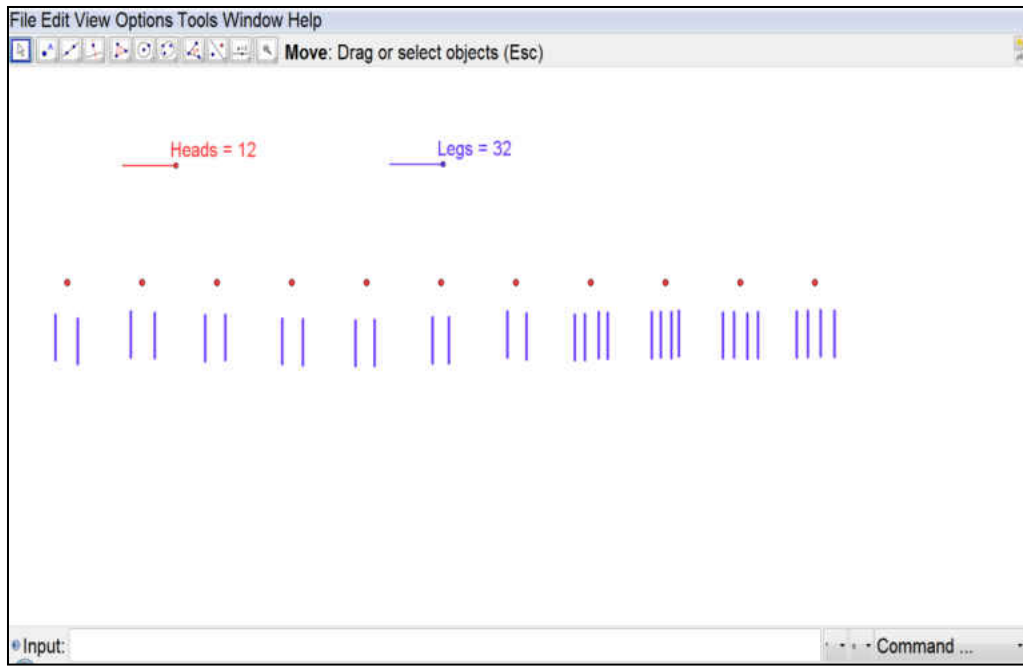 File Edit View Options Tools Window Help
Move: Drag or select objects (Esc)
Heads = 12
Legs = 32
Input:
Command ...